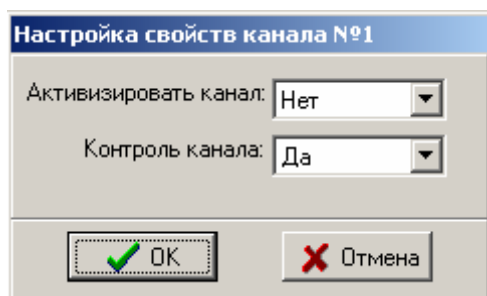 Настройка свойств канала №1
Активизировать канал: Нет
Контроль канала: Да
OK Отмена